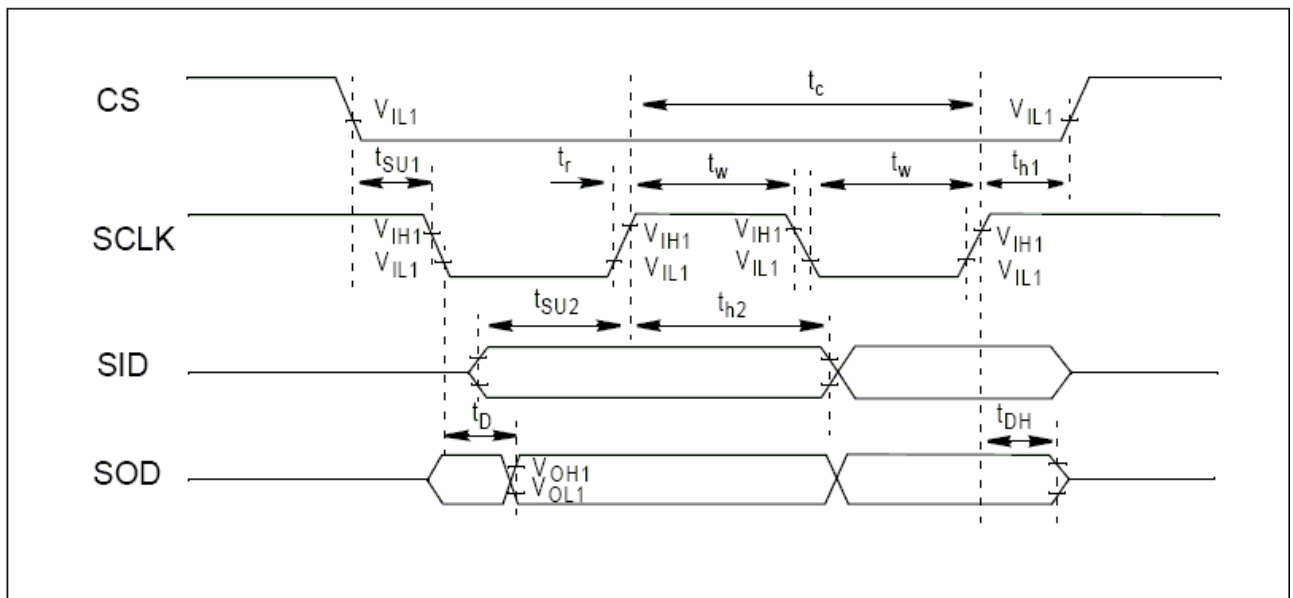 CS
V_IL1
t_c
V_IL1
t_SU1
t_r
t_w
t_w
t_h1
SCLK
V_IH1
V_IH1
V_IH1
V_IH1
V_IL1
V_IL1
V_IL1
V_IL1
t_SU2
t_h2
SID
t_D
t_DH
SOD
V_OH1
V_OL1